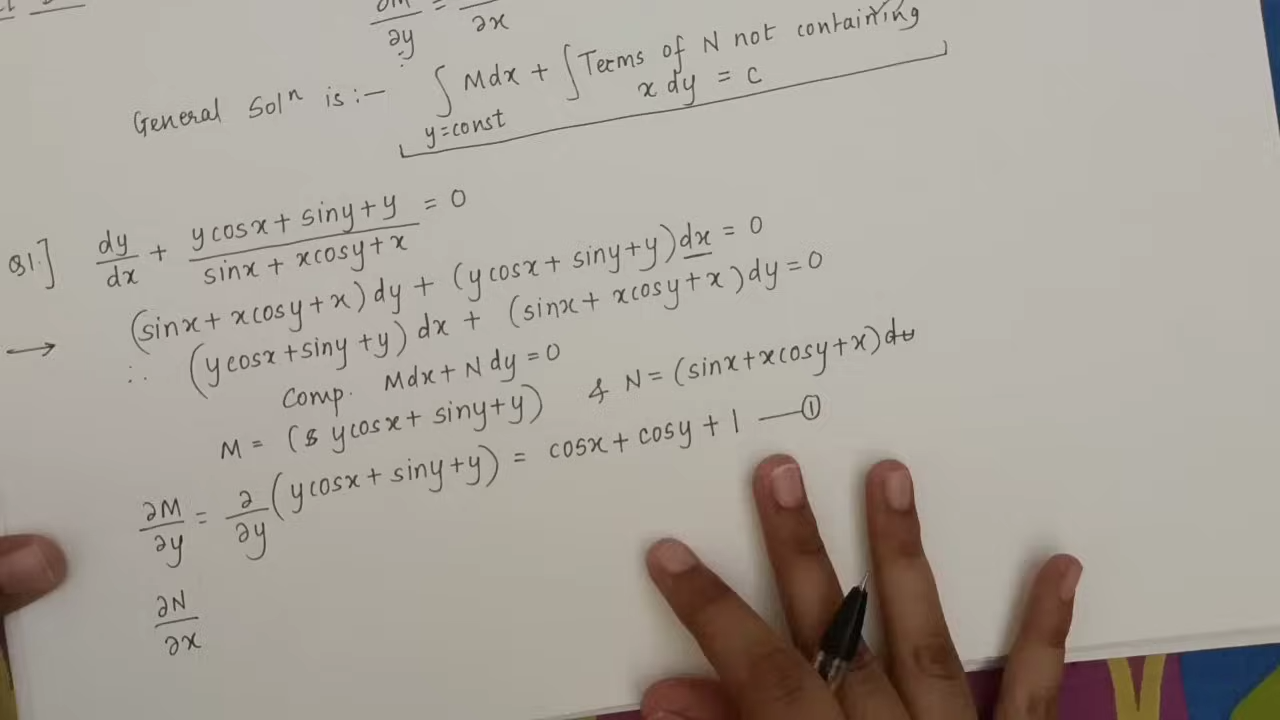 ∂M/∂y = ∂x
General Solⁿ is :- ∫ Mdx + ∫ Terms of N not containing
y=const x dy = c
Q1.] dy/dx + (ycosx + siny + y)/(sinx + xcosy + x) = 0
→ (sinx + xcosy + x) dy + (ycosx + siny + y) dx = 0
∴ (ycosx + siny + y) dx + (sinx + xcosy + x) dy = 0
Comp. Mdx + N dy = 0
M = ( ycosx + siny + y) & N = (sinx + xcosy + x)
∂M/∂y = ∂/∂y (ycosx + siny + y) = cosx + cosy + 1 —①
∂N/∂x